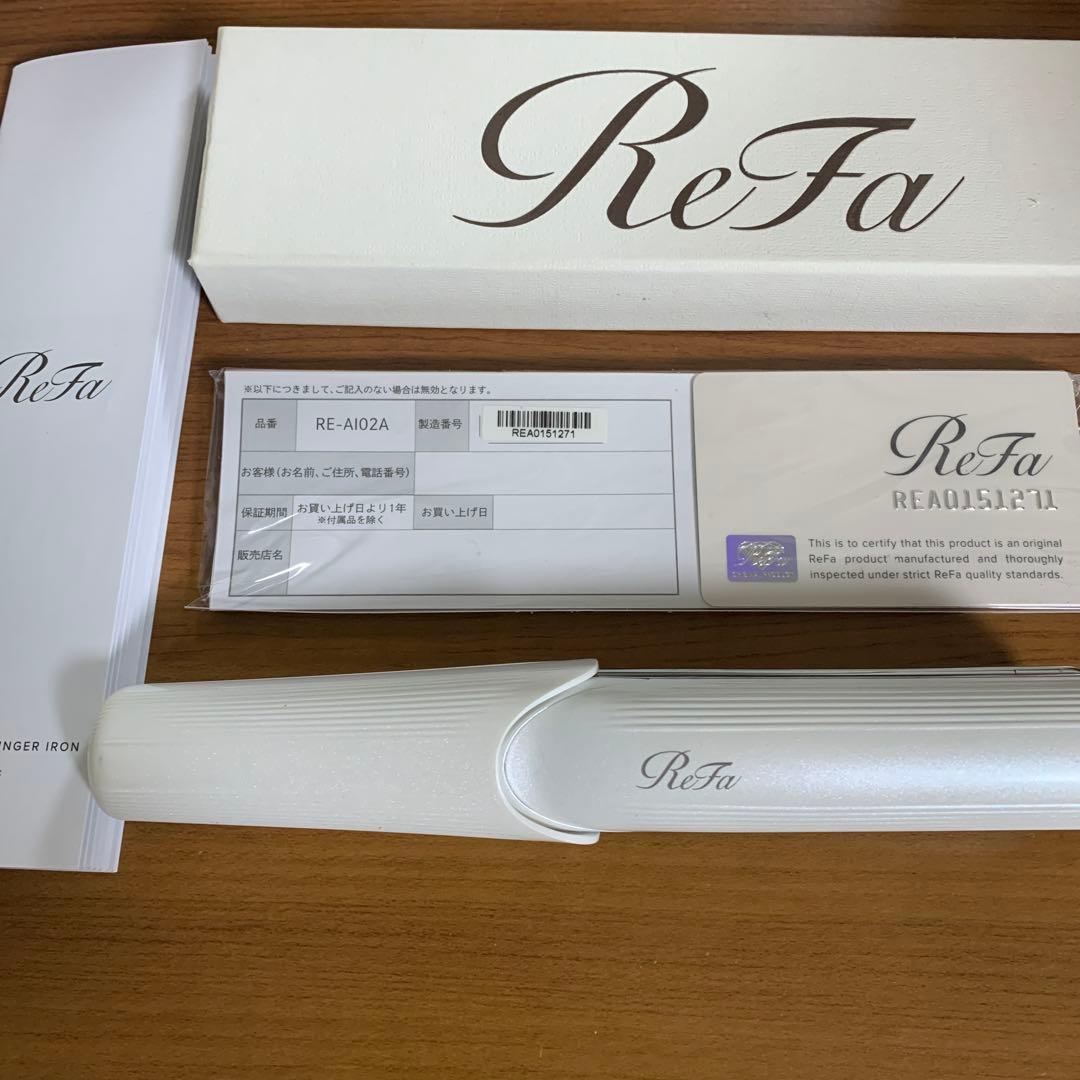 ReFa
ReFa
※以下につきまして、ご記入のない場合は無効となります。
品番 RE-AI02A 製造番号 REA0151271
お客様(お名前、ご住所、電話番号)
保証期間 お買い上げ日より1年 お買い上げ日
※付属品を除く
販売店名
ReFa
REA0151271
ReFa
This is to certify that this product is an original
ReFa product manufactured and thoroughly
inspected under strict ReFa quality standards.
NGER IRON
ReFa